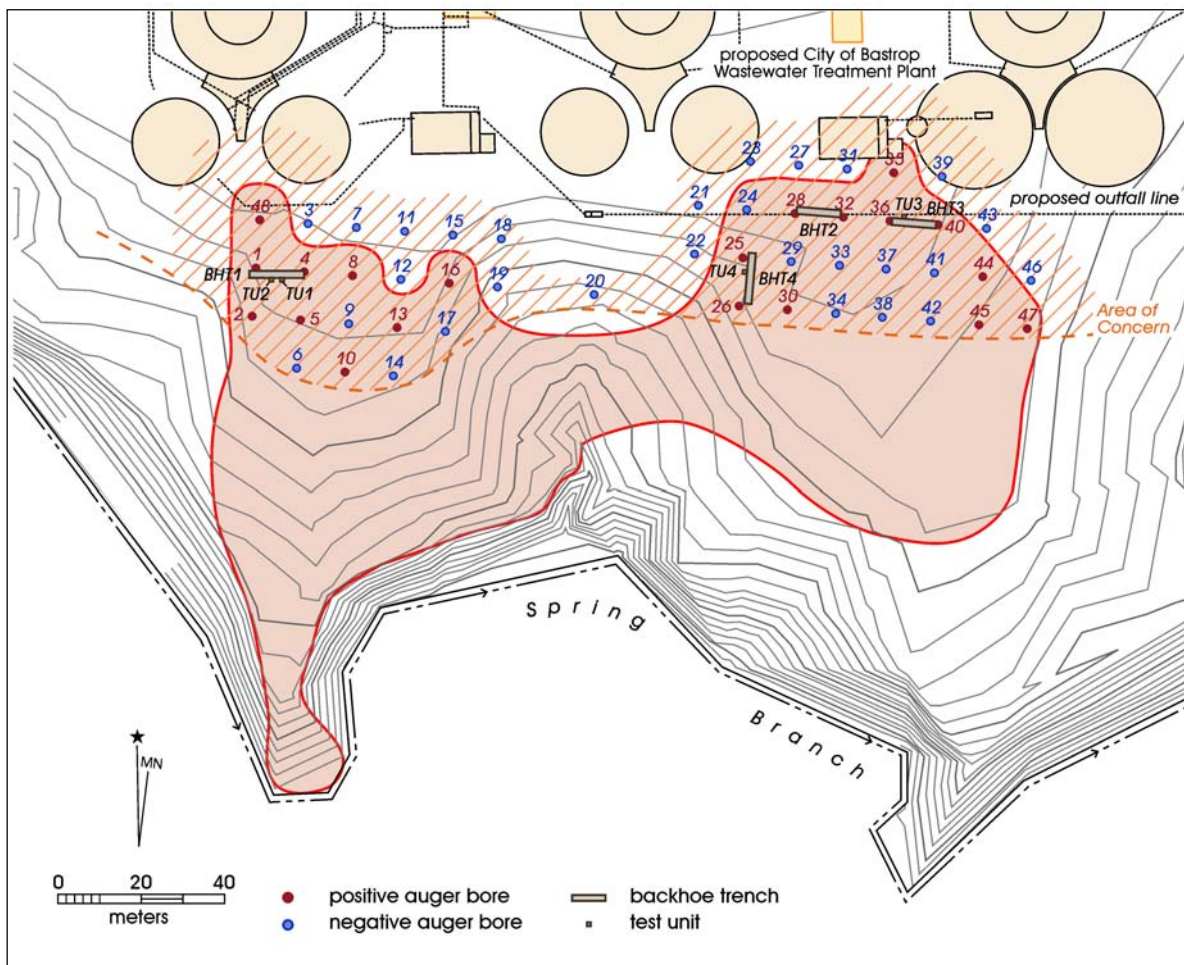 proposed City of Bastrop
Wastewater Treatment Plant
23
27
31
35
39
21
24
28
32
36
TU3
BHT3
40
proposed outfall line
43
48
3
7
11
15
18
BHT2
22
25
29
33
37
41
44
46
BHT1
1
4
8
12
16
19
20
TU4
BHT4
TU2
TU1
2
5
9
13
17
26
30
34
38
42
45
47
Area of
Concern
6
10
14
Spring
Branch
MN
0 20 40
meters
positive auger bore
negative auger bore
backhoe trench
test unit